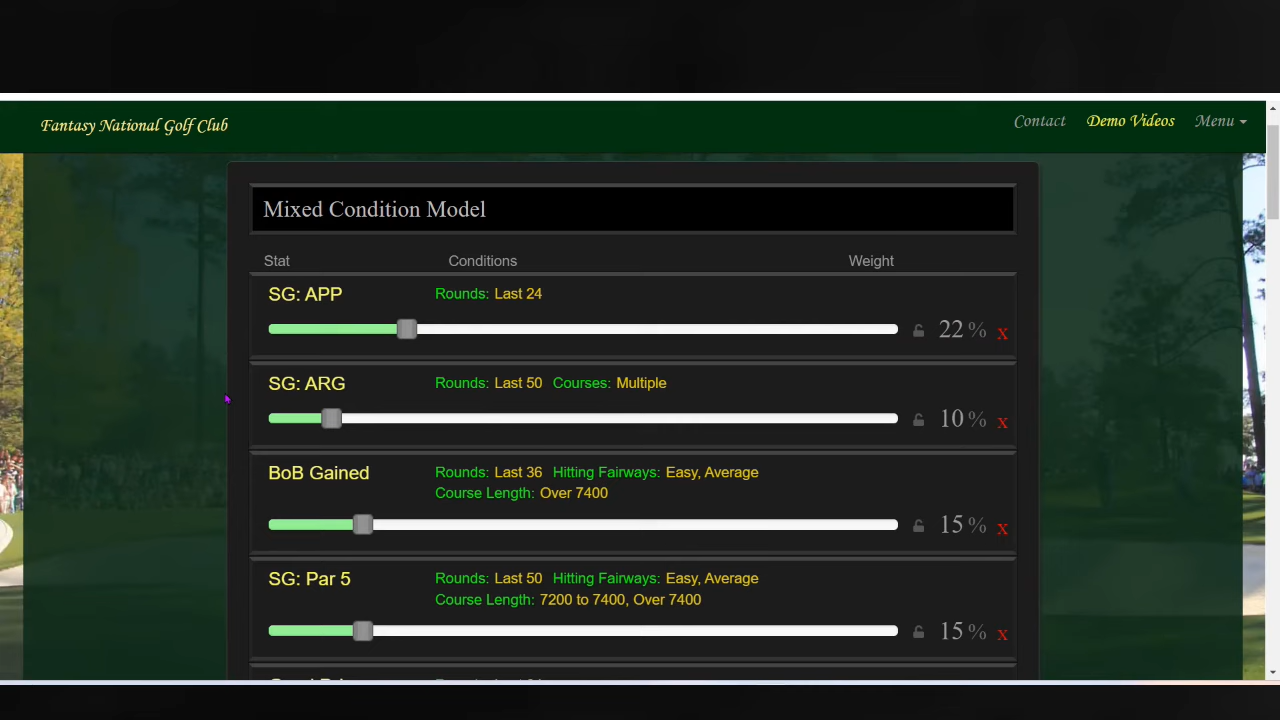 Fantasy National Golf Club
Contact Demo Videos Menu
Mixed Condition Model
Stat Conditions Weight
SG: APP Rounds: Last 24
22 % x
SG: ARG Rounds: Last 50 Courses: Multiple
10 % x
BoB Gained Rounds: Last 36 Hitting Fairways: Easy, Average
Course Length: Over 7400
15 % x
SG: Par 5 Rounds: Last 50 Hitting Fairways: Easy, Average
Course Length: 7200 to 7400, Over 7400
15 % x